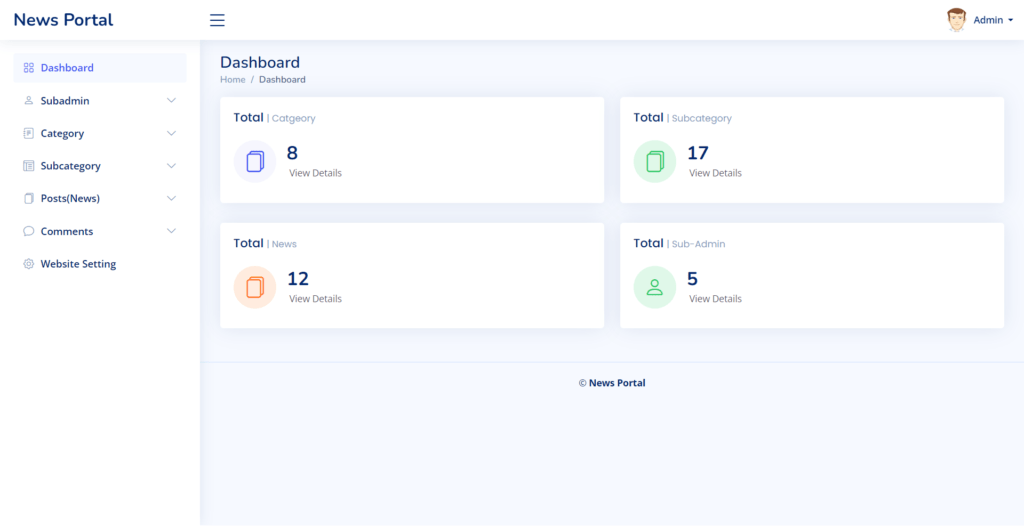 News Portal
Admin
Dashboard
Subadmin
Category
Subcategory
Posts(News)
Comments
Website Setting
Dashboard
Home / Dashboard
Total | Catgeory
8
View Details
Total | Subcategory
17
View Details
Total | News
12
View Details
Total | Sub-Admin
5
View Details
© News Portal